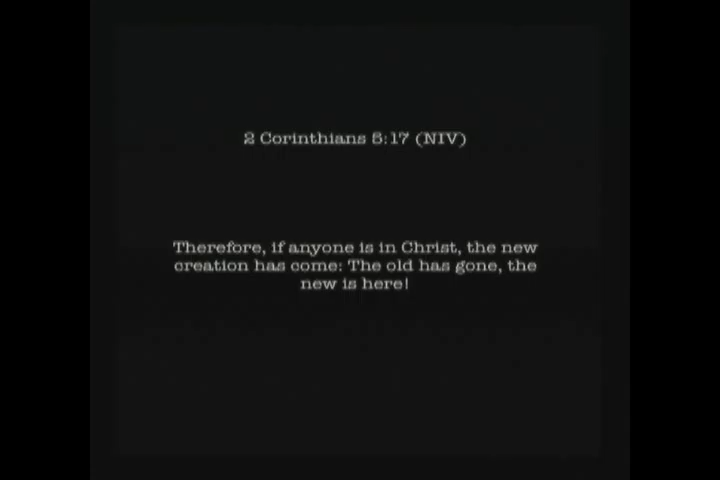 2 Corinthians 5:17 (NIV)
Therefore, if anyone is in Christ, the new
creation has come: The old has gone, the
new is here!